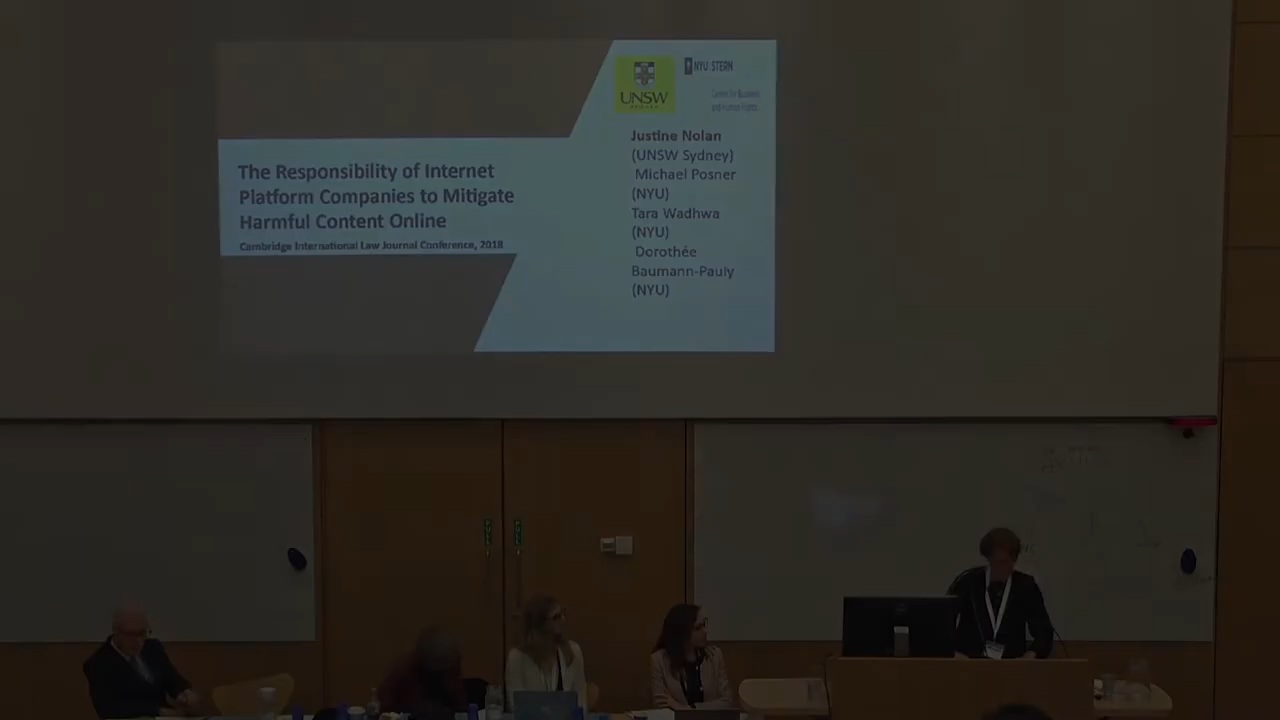 The Responsibility of Internet
Platform Companies to Mitigate
Harmful Content Online
Cambridge International Law Journal Conference, 2018
UNSW
SYDNEY
NYU STERN
Center for Business
and Human Rights
Justine Nolan
(UNSW Sydney)
Michael Posner
(NYU)
Tara Wadhwa
(NYU)
Dorothée
Baumann-Pauly
(NYU)